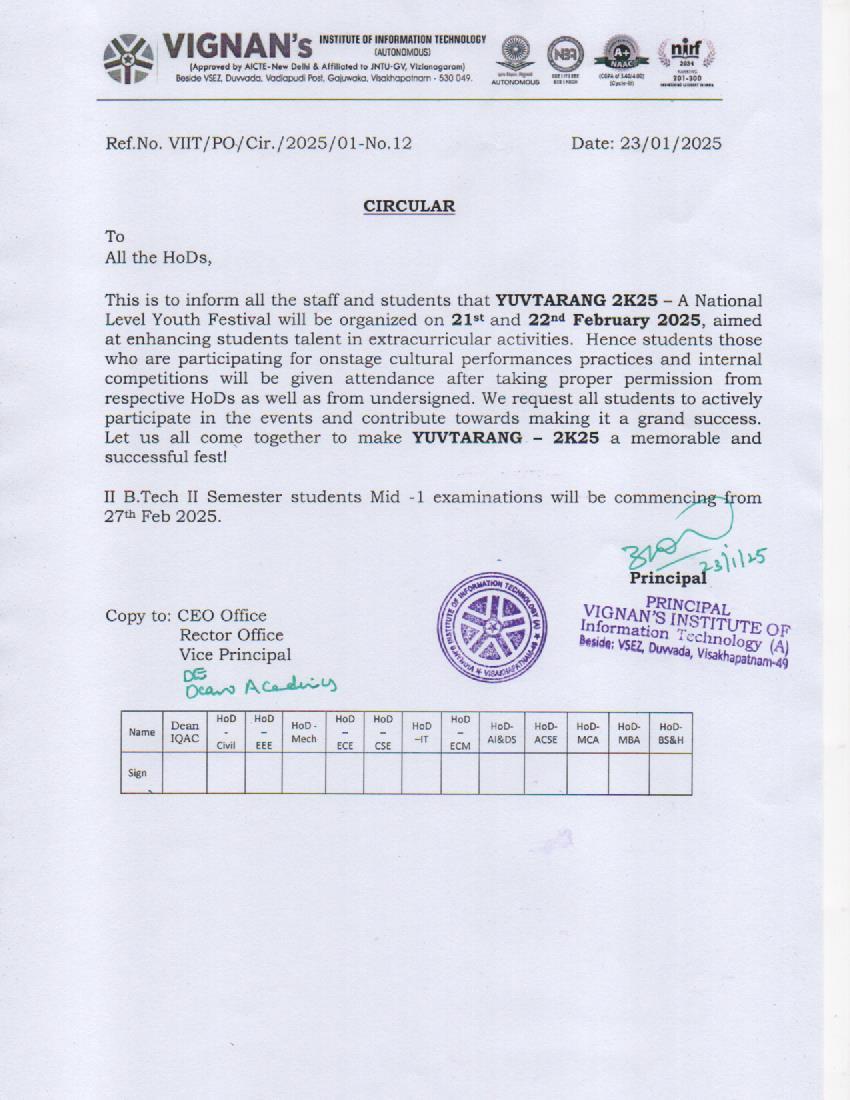 VIGNAN's INSTITUTE OF INFORMATION TECHNOLOGY
(AUTONOMOUS)
(Approved by AICTE-New Delhi & Affiliated to JNTU-GV, Vizianagaram)
Beside VSEZ, Duvvada, Vadlapudi Post, Gajuwaka, Visakhapatnam - 530 049.
AUTONOMOUS
NBA
A+
NAAC
nirf
2024
201-300
Ref.No. VIIT/PO/Cir./2025/01-No.12 Date: 23/01/2025
CIRCULAR
To
All the HoDs,
This is to inform all the staff and students that YUVTARANG 2K25 – A National
Level Youth Festival will be organized on 21st and 22nd February 2025, aimed
at enhancing students talent in extracurricular activities. Hence students those
who are participating for onstage cultural performances practices and internal
competitions will be given attendance after taking proper permission from
respective HoDs as well as from undersigned. We request all students to actively
participate in the events and contribute towards making it a grand success.
Let us all come together to make YUVTARANG – 2K25 a memorable and
successful fest!
II B.Tech II Semester students Mid -1 examinations will be commencing from
27th Feb 2025.
23/1/25
Principal
PRINCIPAL
VIGNAN'S INSTITUTE OF
Information Technology (A)
Beside: VSEZ, Duvvada, Visakhapatnam-49
Copy to: CEO Office
Rector Office
Vice Principal
DE
Dean Academics
Name Dean IQAC HoD - Civil HoD – EEE HoD - Mech HoD – ECE HoD – CSE HoD –IT HoD – ECM HoD- AI&DS HoD- ACSE HoD- MCA HoD- MBA HoD- BS&H
Sign